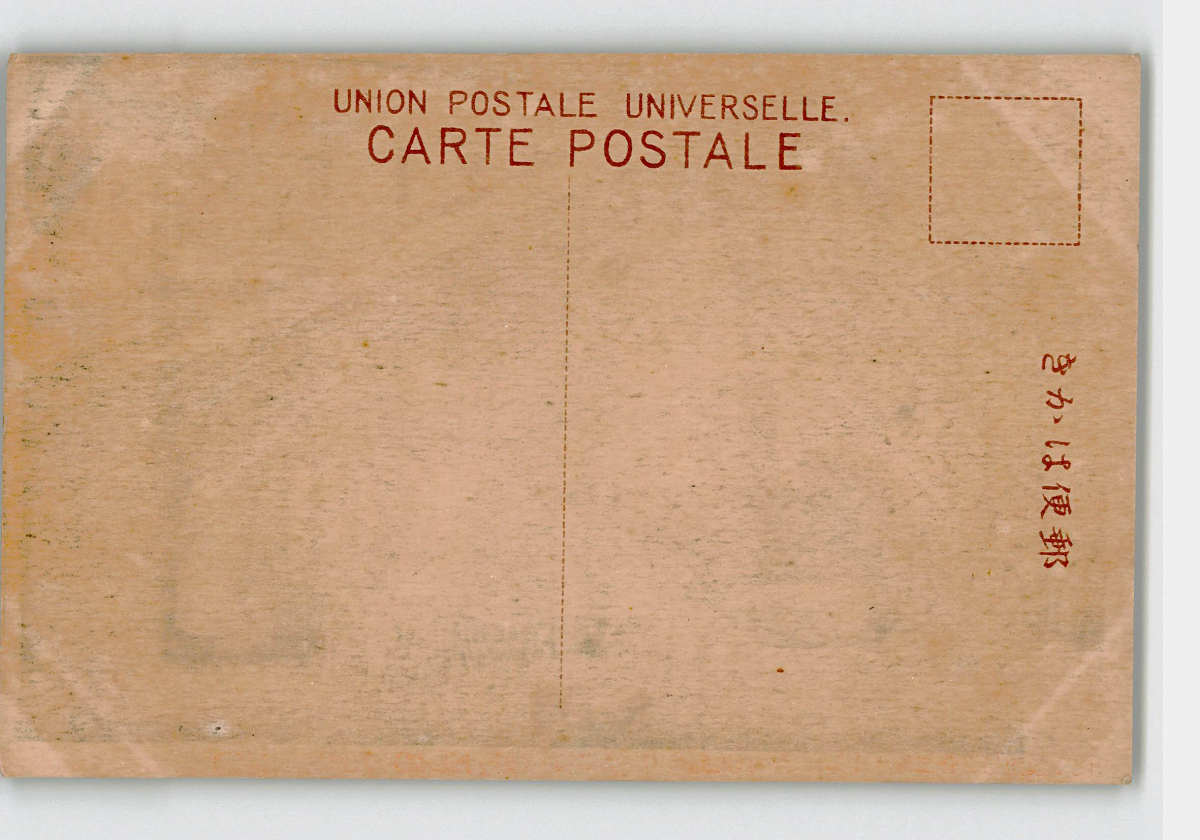 UNION POSTALE UNIVERSELLE.
CARTE POSTALE
郵便はかき